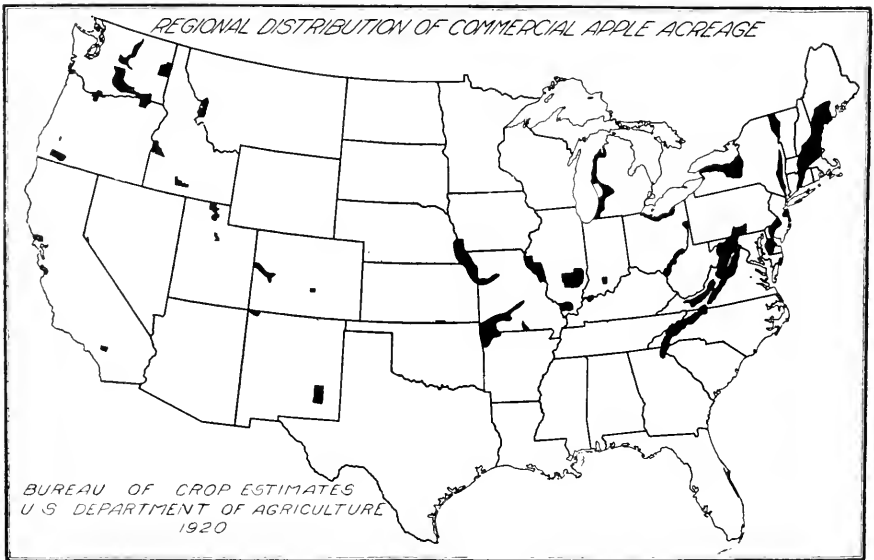 REGIONAL DISTRIBUTION OF COMMERCIAL APPLE ACREAGE
BUREAU OF CROP ESTIMATES
U S DEPARTMENT OF AGRICULTURE
1920